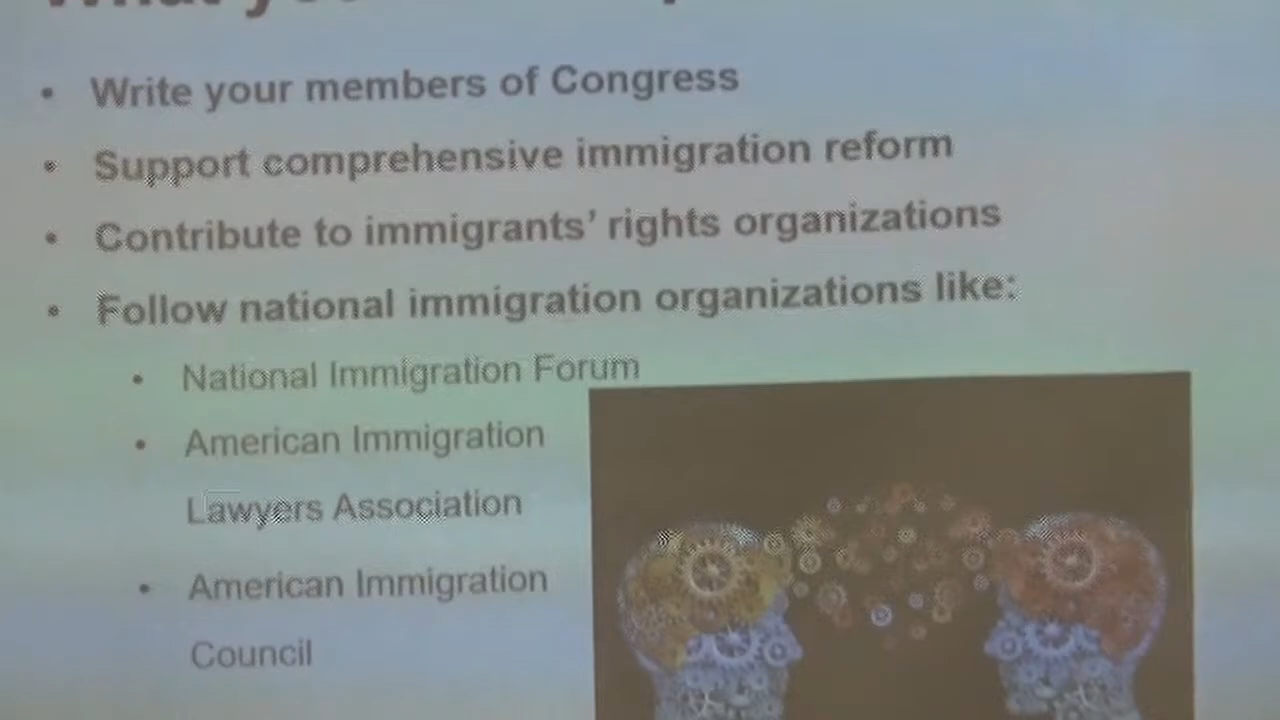 • Write your members of Congress
• Support comprehensive immigration reform
• Contribute to immigrants’ rights organizations
• Follow national immigration organizations like:
• National Immigration Forum
• American Immigration
Lawyers Association
• American Immigration
Council